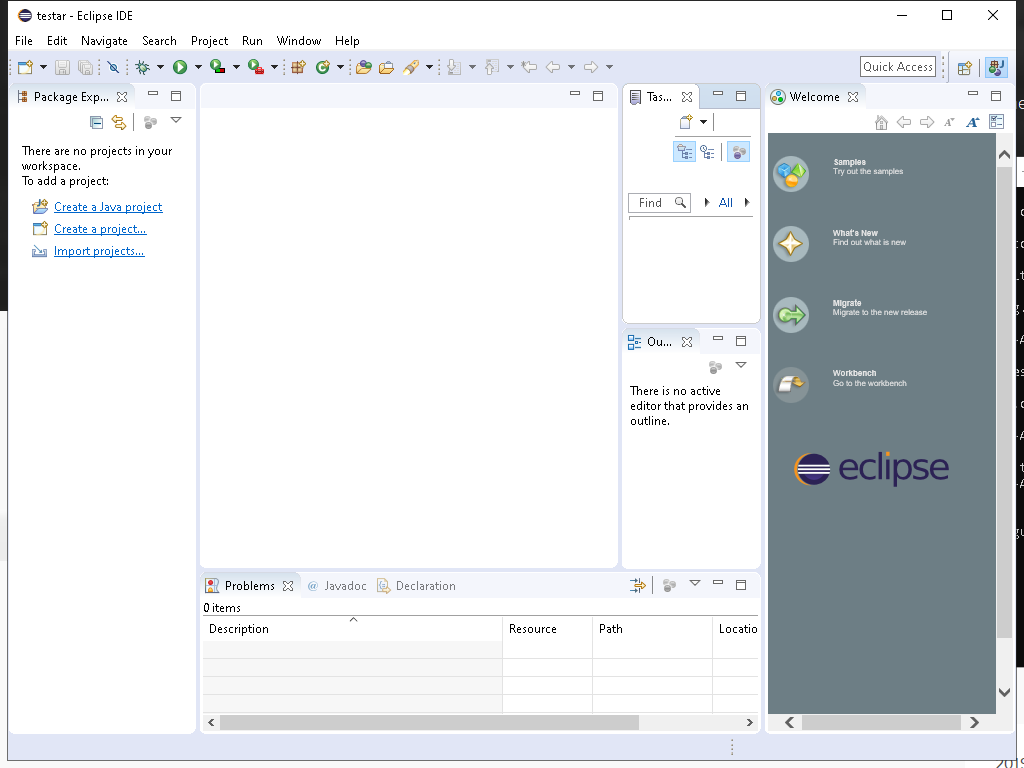 testar - Eclipse IDE
File Edit Navigate Search Project Run Window Help
Quick Access
Package Exp...
There are no projects in your
workspace.
To add a project:
Create a Java project
Create a project...
Import projects...
Tas...
Find
All
Ou...
There is no active
editor that provides an
outline.
Welcome
Samples
Try out the samples
What's New
Find out what is new
Migrate
Migrate to the new release
Workbench
Go to the workbench
eclipse
Problems @ Javadoc Declaration
0 items
Description Resource Path Locatio
2019